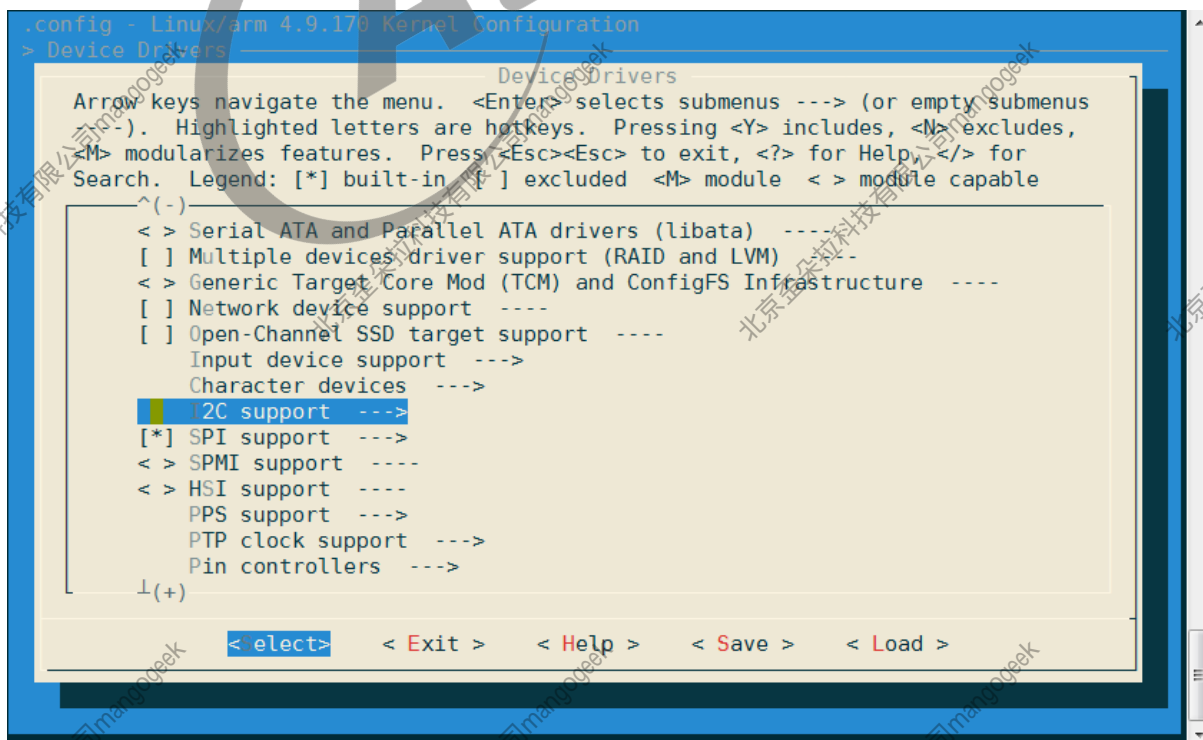 .config - Linux/arm 4.9.170 Kernel Configuration
> Device Drivers
Device Drivers
Arrow keys navigate the menu.  <Enter> selects submenus ---> (or empty submenus
----).  Highlighted letters are hotkeys.  Pressing <Y> includes, <N> excludes,
<M> modularizes features.  Press <Esc><Esc> to exit, <?> for Help, </> for
Search.  Legend: [*] built-in  [ ] excluded  <M> module  < > module capable
^(-)
< > Serial ATA and Parallel ATA drivers (libata)  ----
[ ] Multiple devices driver support (RAID and LVM)  ----
< > Generic Target Core Mod (TCM) and ConfigFS Infrastructure  ----
[ ] Network device support  ----
[ ] Open-Channel SSD target support  ----
Input device support  --->
Character devices  --->
I2C support  --->
[*] SPI support  --->
< > SPMI support  ----
< > HSI support  ----
PPS support  --->
PTP clock support  --->
Pin controllers  --->
┴(+)
<Select>    < Exit >    < Help >    < Save >    < Load >
北京歪朵拉科技有限公司mangogeek